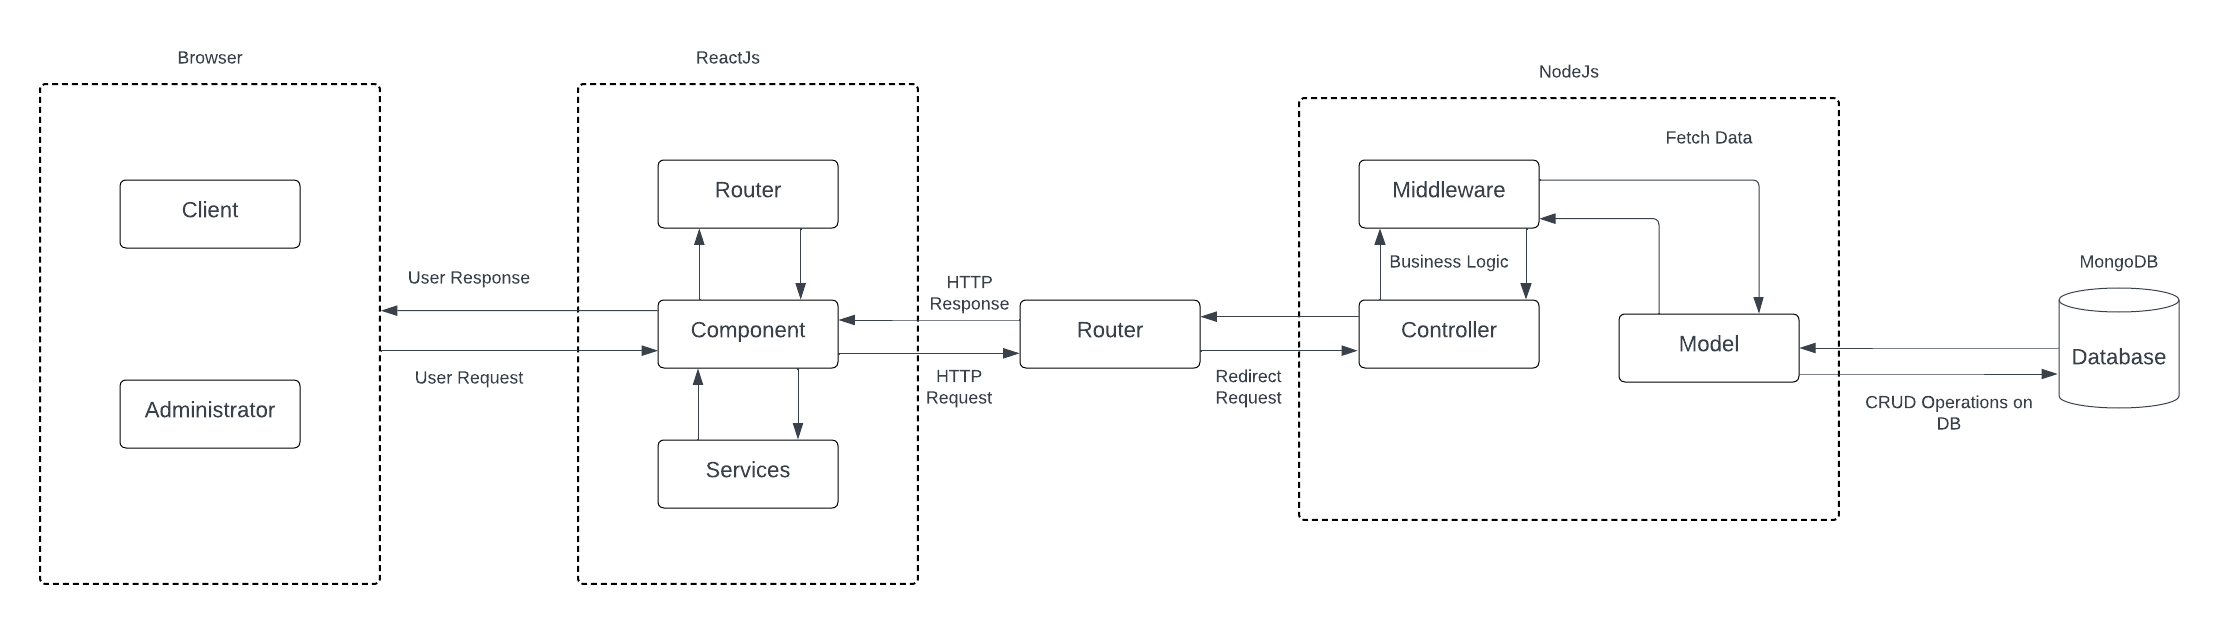 Browser
Client
Administrator
User Response
User Request
ReactJs
Router
Component
Services
HTTP
Response
HTTP
Request
Router
Redirect
Request
NodeJs
Fetch Data
Middleware
Business Logic
Controller
Model
CRUD Operations on
DB
MongoDB
Database